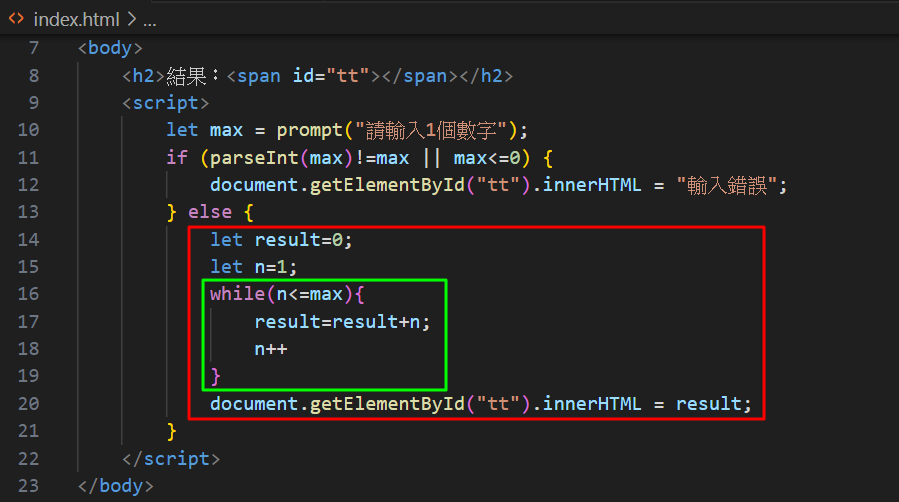 <> index.html > ...
7 <body>
8 <h2>結果：<span id="tt"></span></h2>
9 <script>
10 let max = prompt("請輸入1個數字");
11 if (parseInt(max)!=max || max<=0) {
12 document.getElementById("tt").innerHTML = "輸入錯誤";
13 } else {
14 let result=0;
15 let n=1;
16 while(n<=max){
17 result=result+n;
18 n++
19 }
20 document.getElementById("tt").innerHTML = result;
21 }
22 </script>
23 </body>